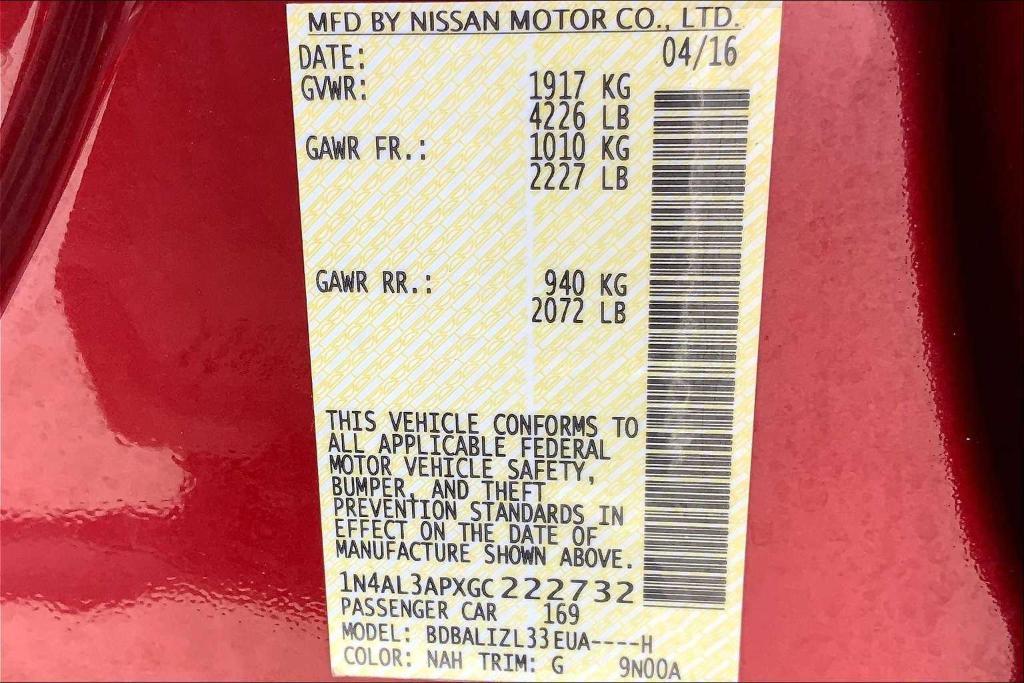 MFD BY NISSAN MOTOR CO., LTD.
DATE: 04/16
GVWR: 1917 KG
4226 LB
GAWR FR.: 1010 KG
2227 LB
GAWR RR.: 940 KG
2072 LB
THIS VEHICLE CONFORMS TO
ALL APPLICABLE FEDERAL
MOTOR VEHICLE SAFETY,
BUMPER, AND THEFT
PREVENTION STANDARDS IN
EFFECT ON THE DATE OF
MANUFACTURE SHOWN ABOVE.
1N4AL3APXGC222732
PASSENGER CAR 169
MODEL: BDBALIZL33EUA----H
COLOR: NAH TRIM: G 9N00A